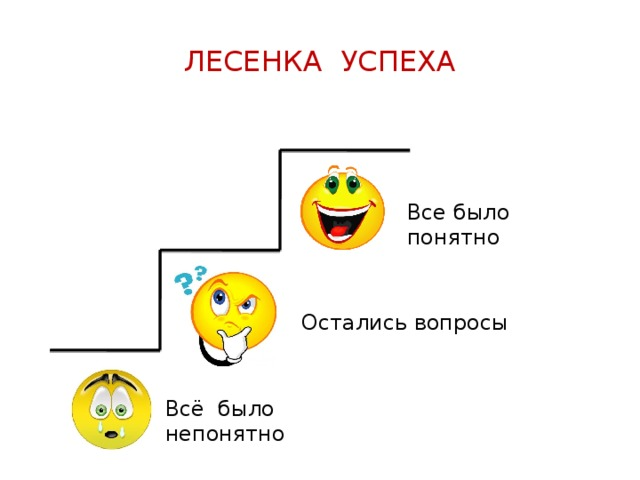 ЛЕСЕНКА УСПЕХА
Все было
понятно
??
Остались вопросы
Всё было
непонятно